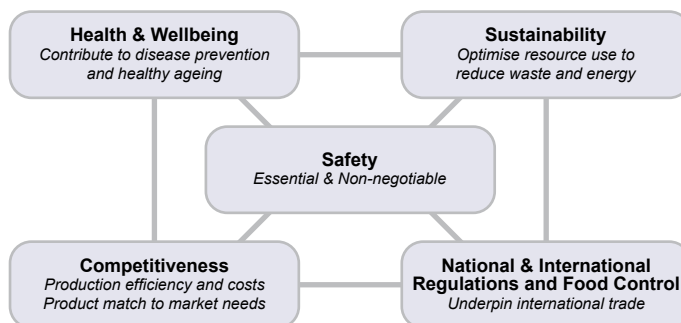 Health & Wellbeing
Contribute to disease prevention
and healthy ageing
Sustainability
Optimise resource use to
reduce waste and energy
Safety
Essential & Non-negotiable
Competitiveness
Production efficiency and costs
Product match to market needs
National & International
Regulations and Food Control
Underpin international trade